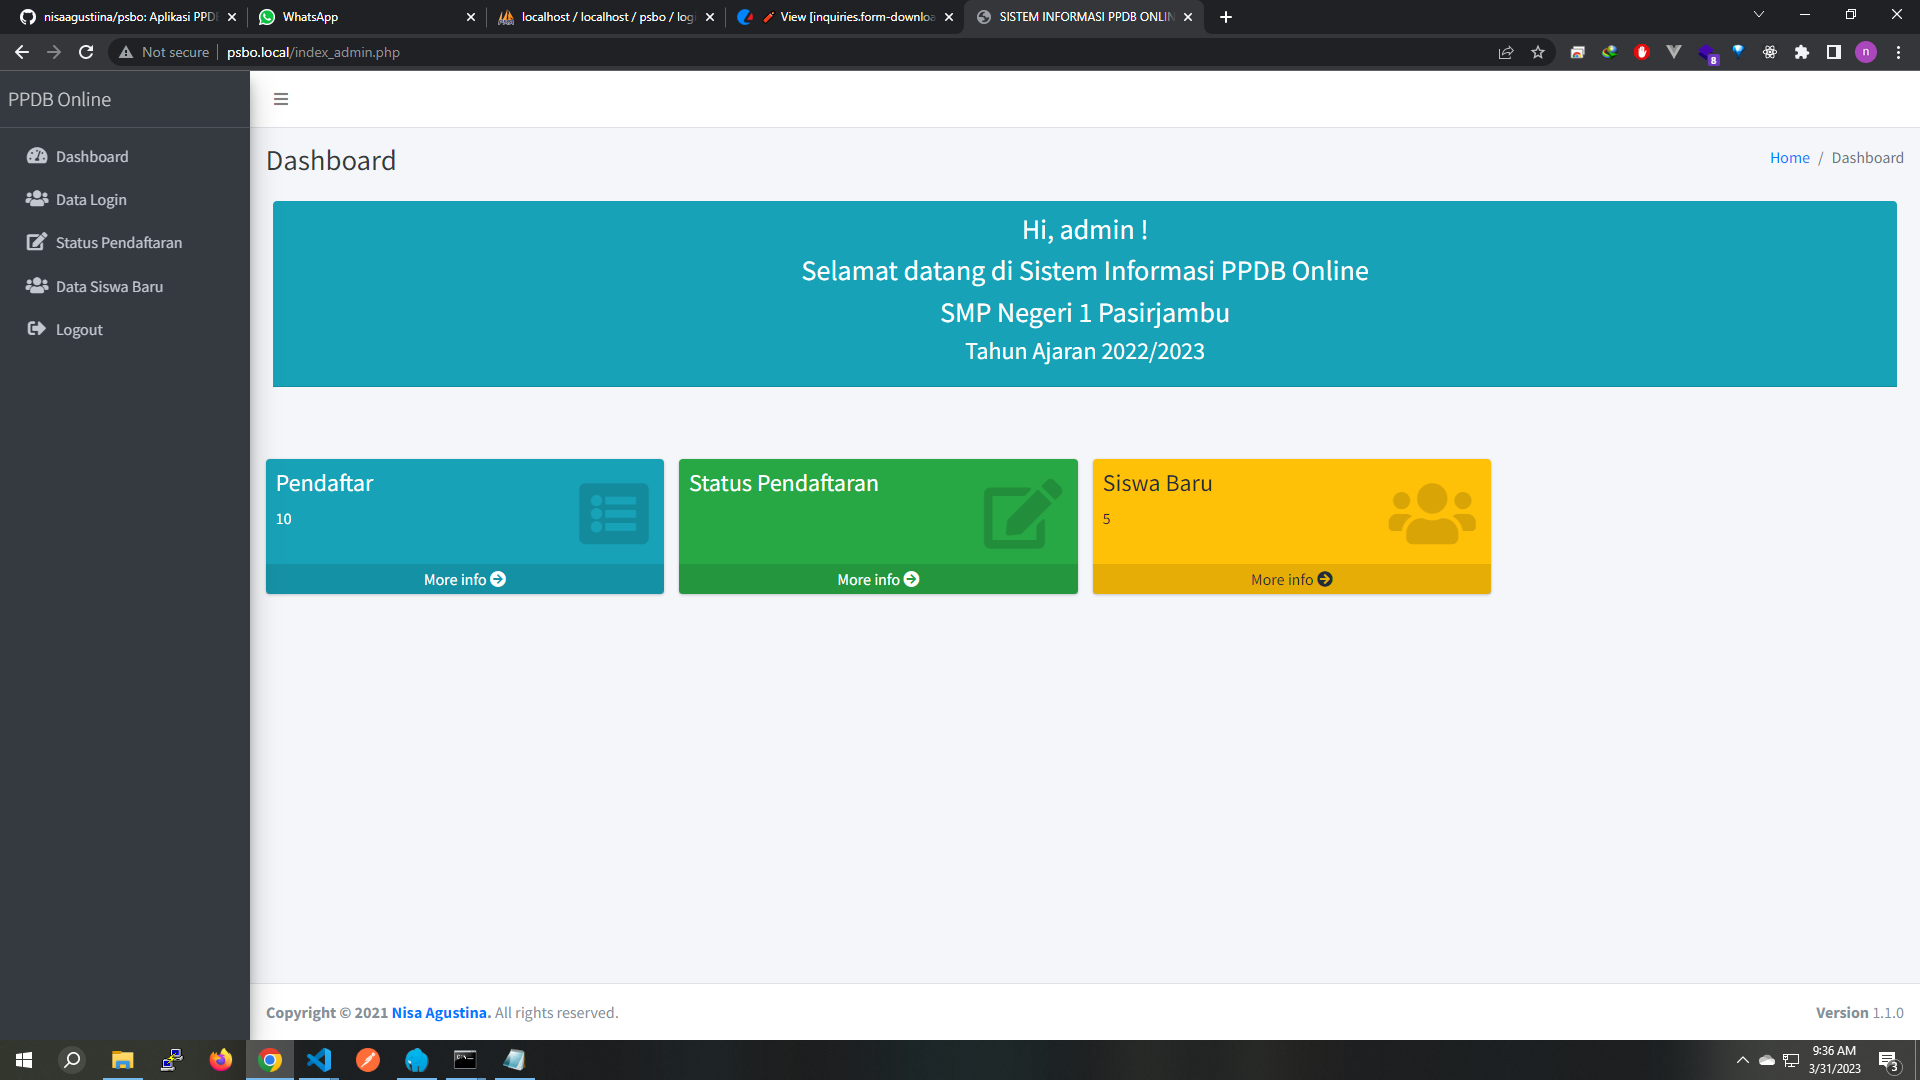 nisaagustiina/psbo: Aplikasi PPDB
WhatsApp
localhost / localhost / psbo / logi
View [inquiries.form-downloa
SISTEM INFORMASI PPDB ONLIN
Not secure
psbo.local/index_admin.php
8
n
PPDB Online
Dashboard
Data Login
Status Pendaftaran
Data Siswa Baru
Logout
Dashboard
Home / Dashboard
Hi, admin !
Selamat datang di Sistem Informasi PPDB Online
SMP Negeri 1 Pasirjambu
Tahun Ajaran 2022/2023
Pendaftar
10
More info
Status Pendaftaran
More info
Siswa Baru
5
More info
Copyright © 2021 Nisa Agustina. All rights reserved.
Version 1.1.0
9:36 AM
3/31/2023
3